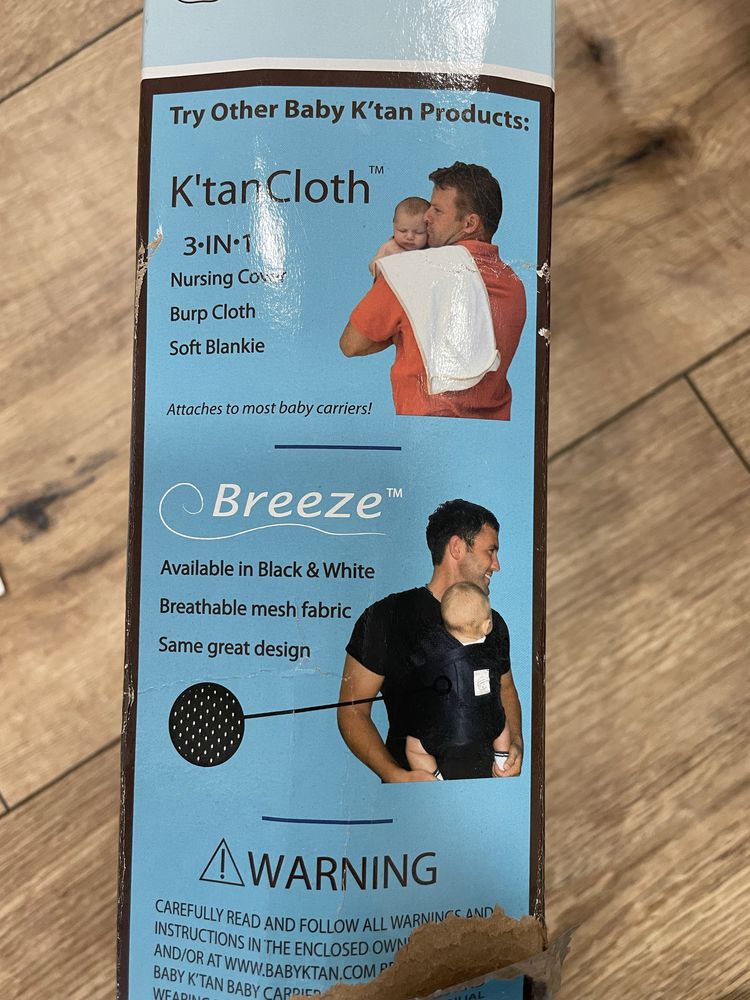 Try Other Baby K'tan Products:
K'tan Cloth™
3•IN•1
Nursing Cover
Burp Cloth
Soft Blankie
Attaches to most baby carriers!
Breeze™
Available in Black & White
Breathable mesh fabric
Same great design
WARNING
CAREFULLY READ AND FOLLOW ALL WARNINGS AND
INSTRUCTIONS IN THE ENCLOSED
AND/OR AT WWW.BABYKTAN.COM
BABY K'TAN BABY